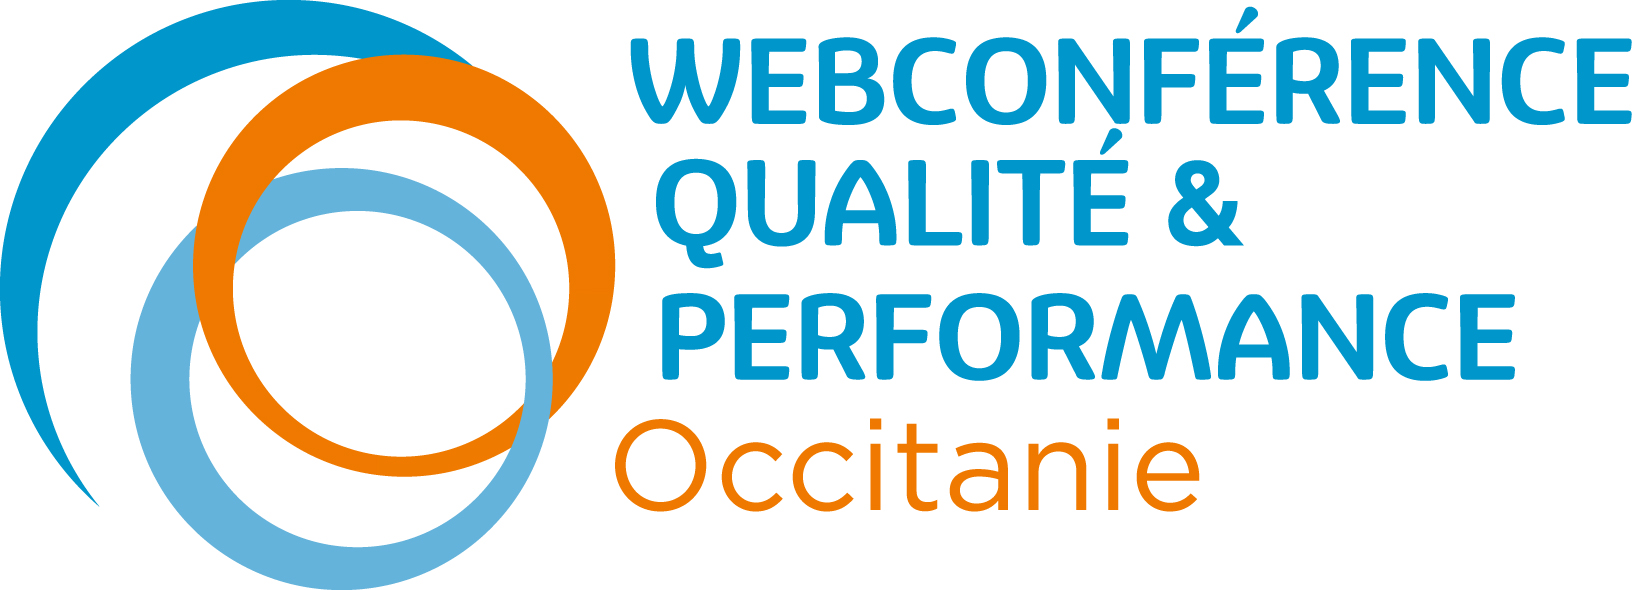 WEBCONFÉRENCE
QUALITÉ &
PERFORMANCE
Occitanie